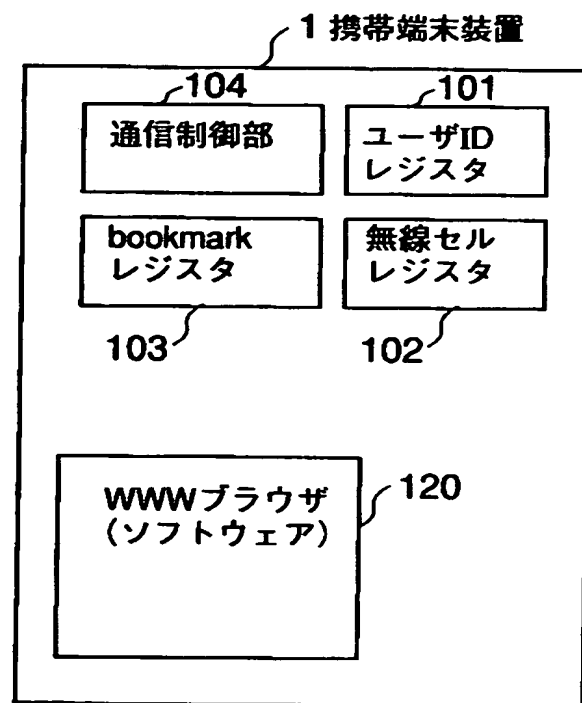 1 携帯端末装置
104
101
通信制御部
ユーザID
レジスタ
bookmark
レジスタ
無線セル
レジスタ
103
102
WWWブラウザ
(ソフトウェア)
120